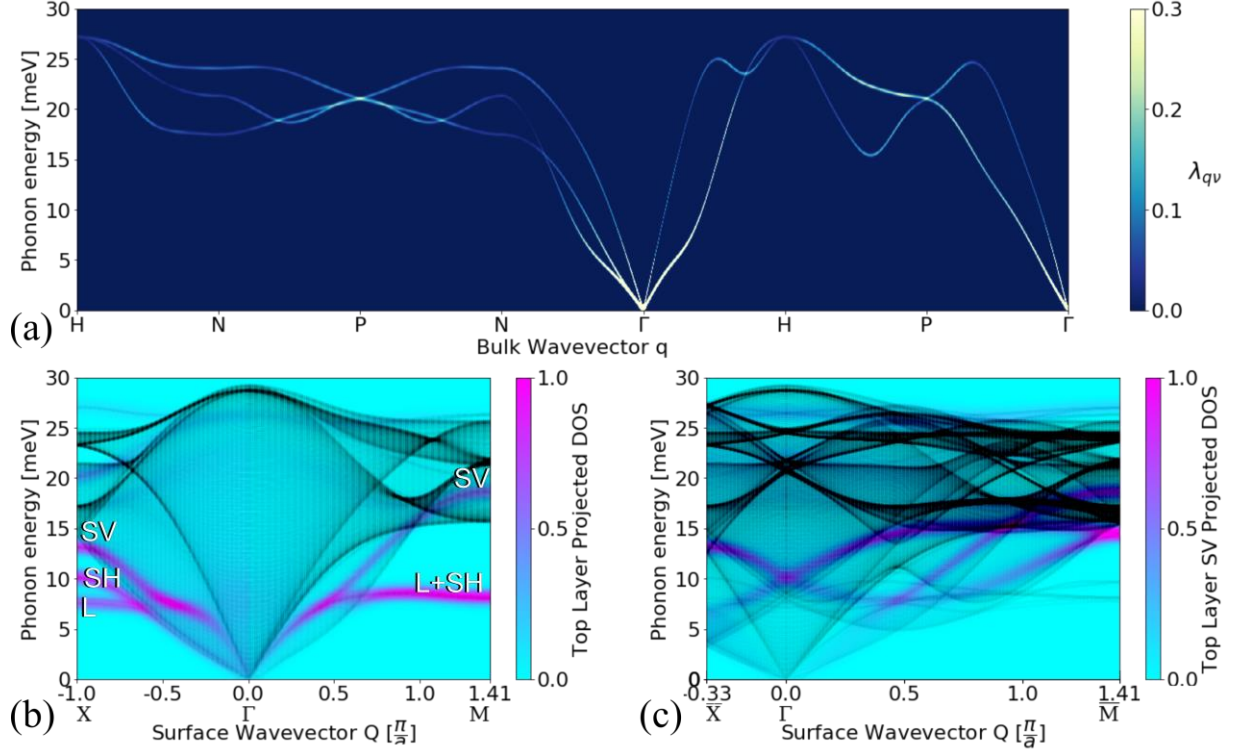 30
25
20
15
10
5
0
Phonon energy [meV]
H N P N Γ H P Γ
Bulk Wavevector q
(a)
0.3
0.2
0.1
0.0
λqν
30
25
20
15
10
5
0
Phonon energy [meV]
SV
SH
L
SV
L+SH
-1.0 -0.5 0.0 0.5 1.41
X Γ M
Surface Wavevector Q [π/a]
(b)
1.0
0.5
0.0
Top Layer Projected DOS
30
25
20
15
10
5
0
Phonon energy [meV]
-0.33 0.0 0.5 1.0 1.41
X̅ Γ M̅
Surface Wavevector Q [π/a]
(c)
1.0
0.5
0.0
Top Layer SV Projected DOS